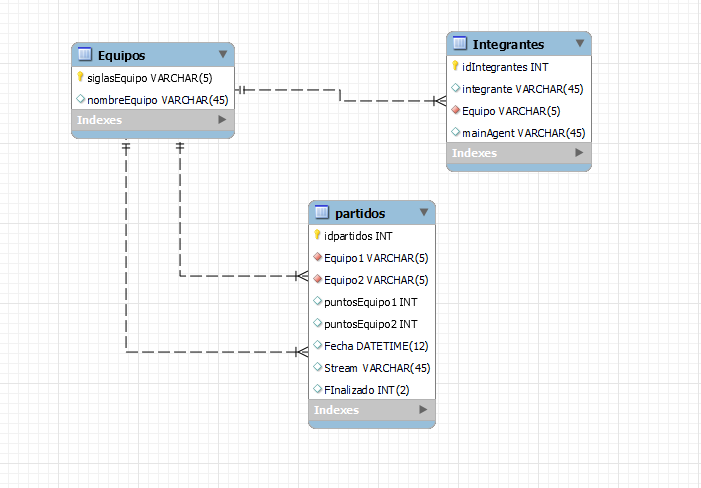 Equipos
siglasEquipo VARCHAR(5)
nombreEquipo VARCHAR(45)
Indexes
Integrantes
idIntegrantes INT
integrante VARCHAR(45)
Equipo VARCHAR(5)
mainAgent VARCHAR(45)
Indexes
partidos
idpartidos INT
Equipo1 VARCHAR(5)
Equipo2 VARCHAR(5)
puntosEquipo1 INT
puntosEquipo2 INT
Fecha DATETIME(12)
Stream VARCHAR(45)
FInalizado INT(2)
Indexes